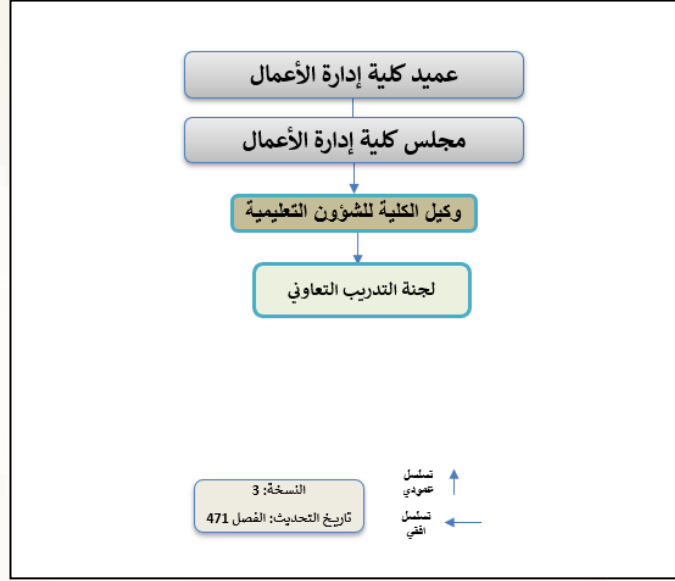 عميد كلية إدارة الأعمال
مجلس كلية إدارة الأعمال
وكيل الكلية للشؤون التعليمية
لجنة التدريب التعاوني
تسلسل
عمودي
تسلسل
افقي
النسخة: 3
تاريخ التحديث: الفصل 471